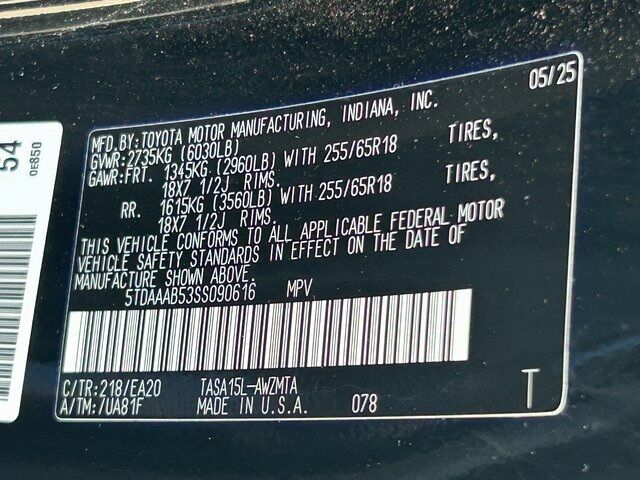 05/25
MFD.BY:TOYOTA MOTOR MANUFACTURING, INDIANA, INC.
GVWR:2735KG (6030LB)
GAWR:FRT. 1345KG (2960LB) WITH 255/65R18 TIRES,
18X7 1/2J RIMS.
RR. 1615KG (3560LB) WITH 255/65R18 TIRES,
18X7 1/2J RIMS.
THIS VEHICLE CONFORMS TO ALL APPLICABLE FEDERAL MOTOR
VEHICLE SAFETY STANDARDS IN EFFECT ON THE DATE OF
MANUFACTURE SHOWN ABOVE.
5TDAAAB53SS090616 MPV
C/TR:218/EA20 TASA15L-AWZMTA
A/TM:/UA81F MADE IN U.S.A. 078 T
54
0E850